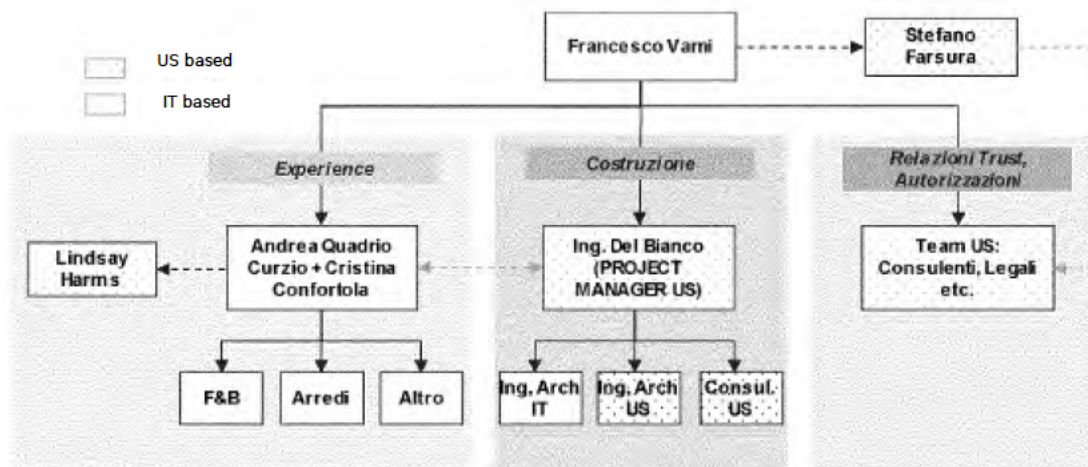 US based
IT based
Francesco Varni
Stefano
Farsura
Experience
Costruzione
Relazioni Trust,
Autorizzazioni
Lindsay
Harms
Andrea Quadrio
Curzio + Cristina
Confortola
Ing. Del Bianco
(PROJECT
MANAGER US)
Team US:
Consulenti, Legali
etc.
F&B
Arredi
Altro
Ing, Arch
IT
Ing, Arch
US
Consul.
US